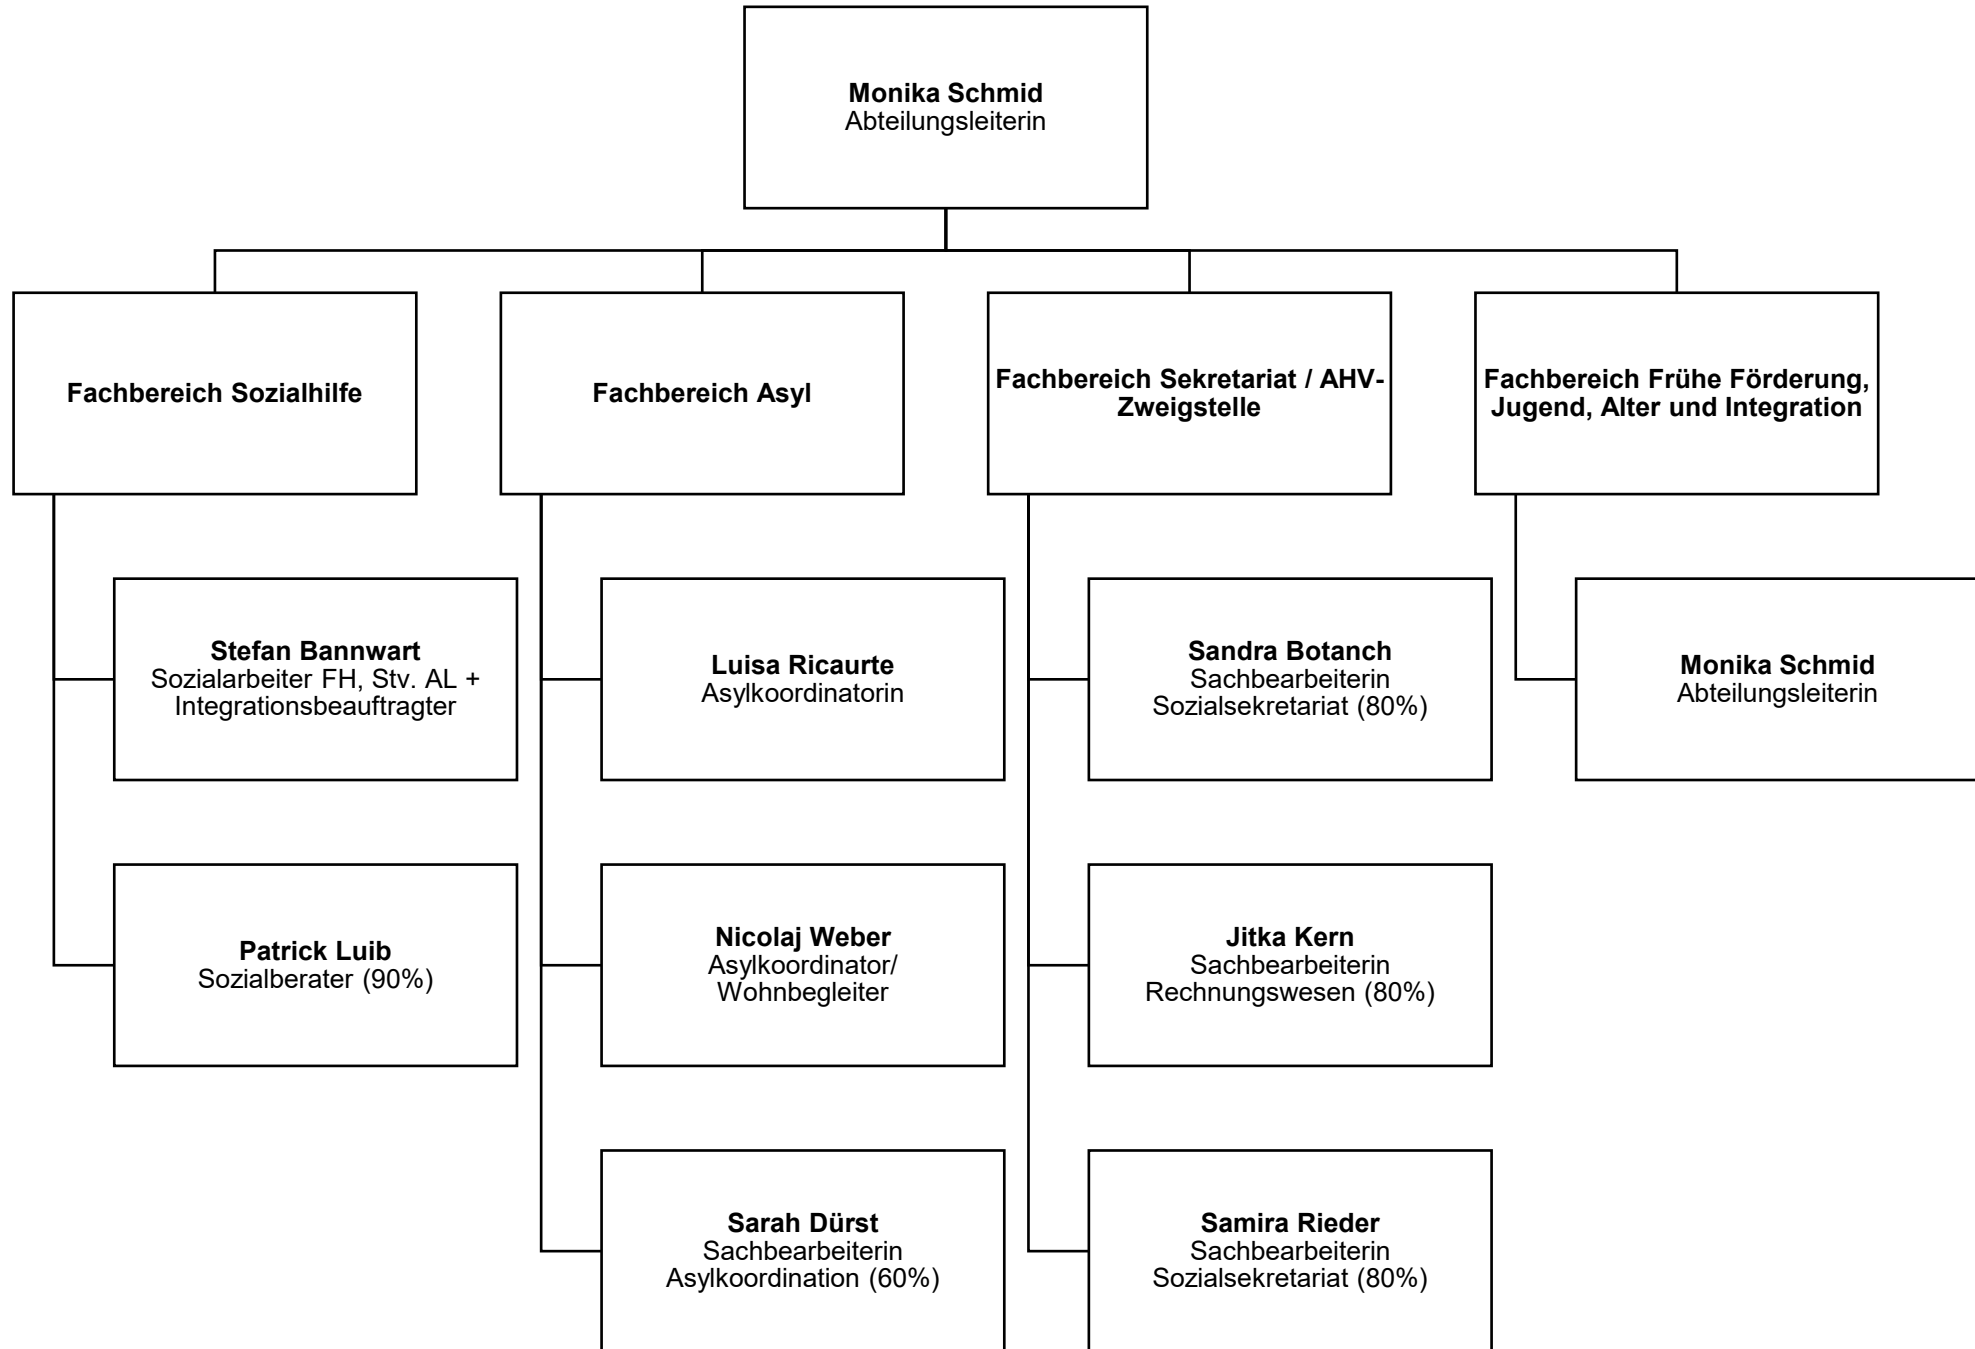 Monika Schmid
Abteilungsleiterin
Fachbereich Sozialhilfe
Fachbereich Asyl
Fachbereich Sekretariat / AHV-
Zweigstelle
Fachbereich Frühe Förderung,
Jugend, Alter und Integration
Stefan Bannwart
Sozialarbeiter FH, Stv. AL +
Integrationsbeauftragter
Luisa Ricaurte
Asylkoordinatorin
Sandra Botanch
Sachbearbeiterin
Sozialsekretariat (80%)
Monika Schmid
Abteilungsleiterin
Patrick Luib
Sozialberater (90%)
Nicolaj Weber
Asylkoordinator/
Wohnbegleiter
Jitka Kern
Sachbearbeiterin
Rechnungswesen (80%)
Sarah Dürst
Sachbearbeiterin
Asylkoordination (60%)
Samira Rieder
Sachbearbeiterin
Sozialsekretariat (80%)